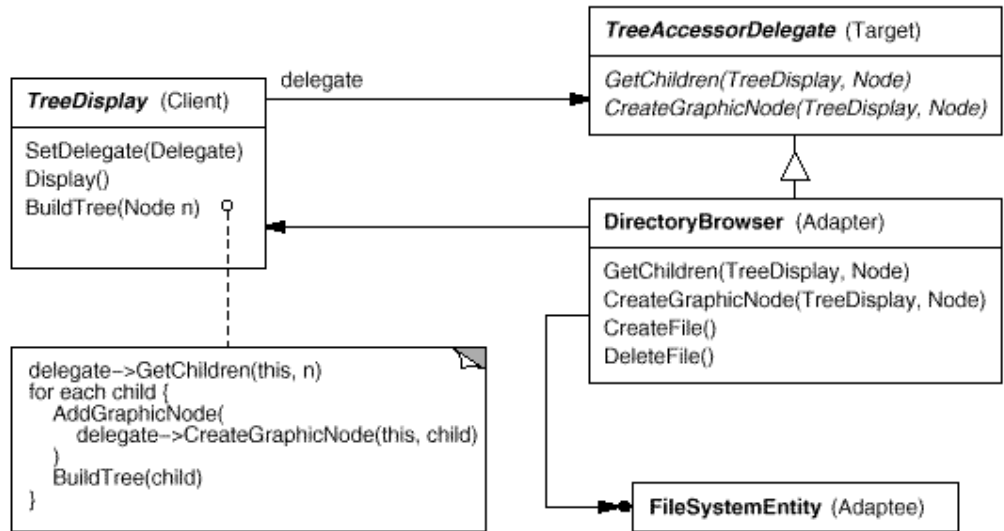 TreeAccessorDelegate (Target)
GetChildren(TreeDisplay, Node)
CreateGraphicNode(TreeDisplay, Node)
delegate
TreeDisplay (Client)
SetDelegate(Delegate)
Display()
BuildTree(Node n)
DirectoryBrowser (Adapter)
GetChildren(TreeDisplay, Node)
CreateGraphicNode(TreeDisplay, Node)
CreateFile()
DeleteFile()
delegate–>GetChildren(this, n)
for each child {
AddGraphicNode(
delegate–>CreateGraphicNode(this, child)
)
BuildTree(child)
}
FileSystemEntity (Adaptee)